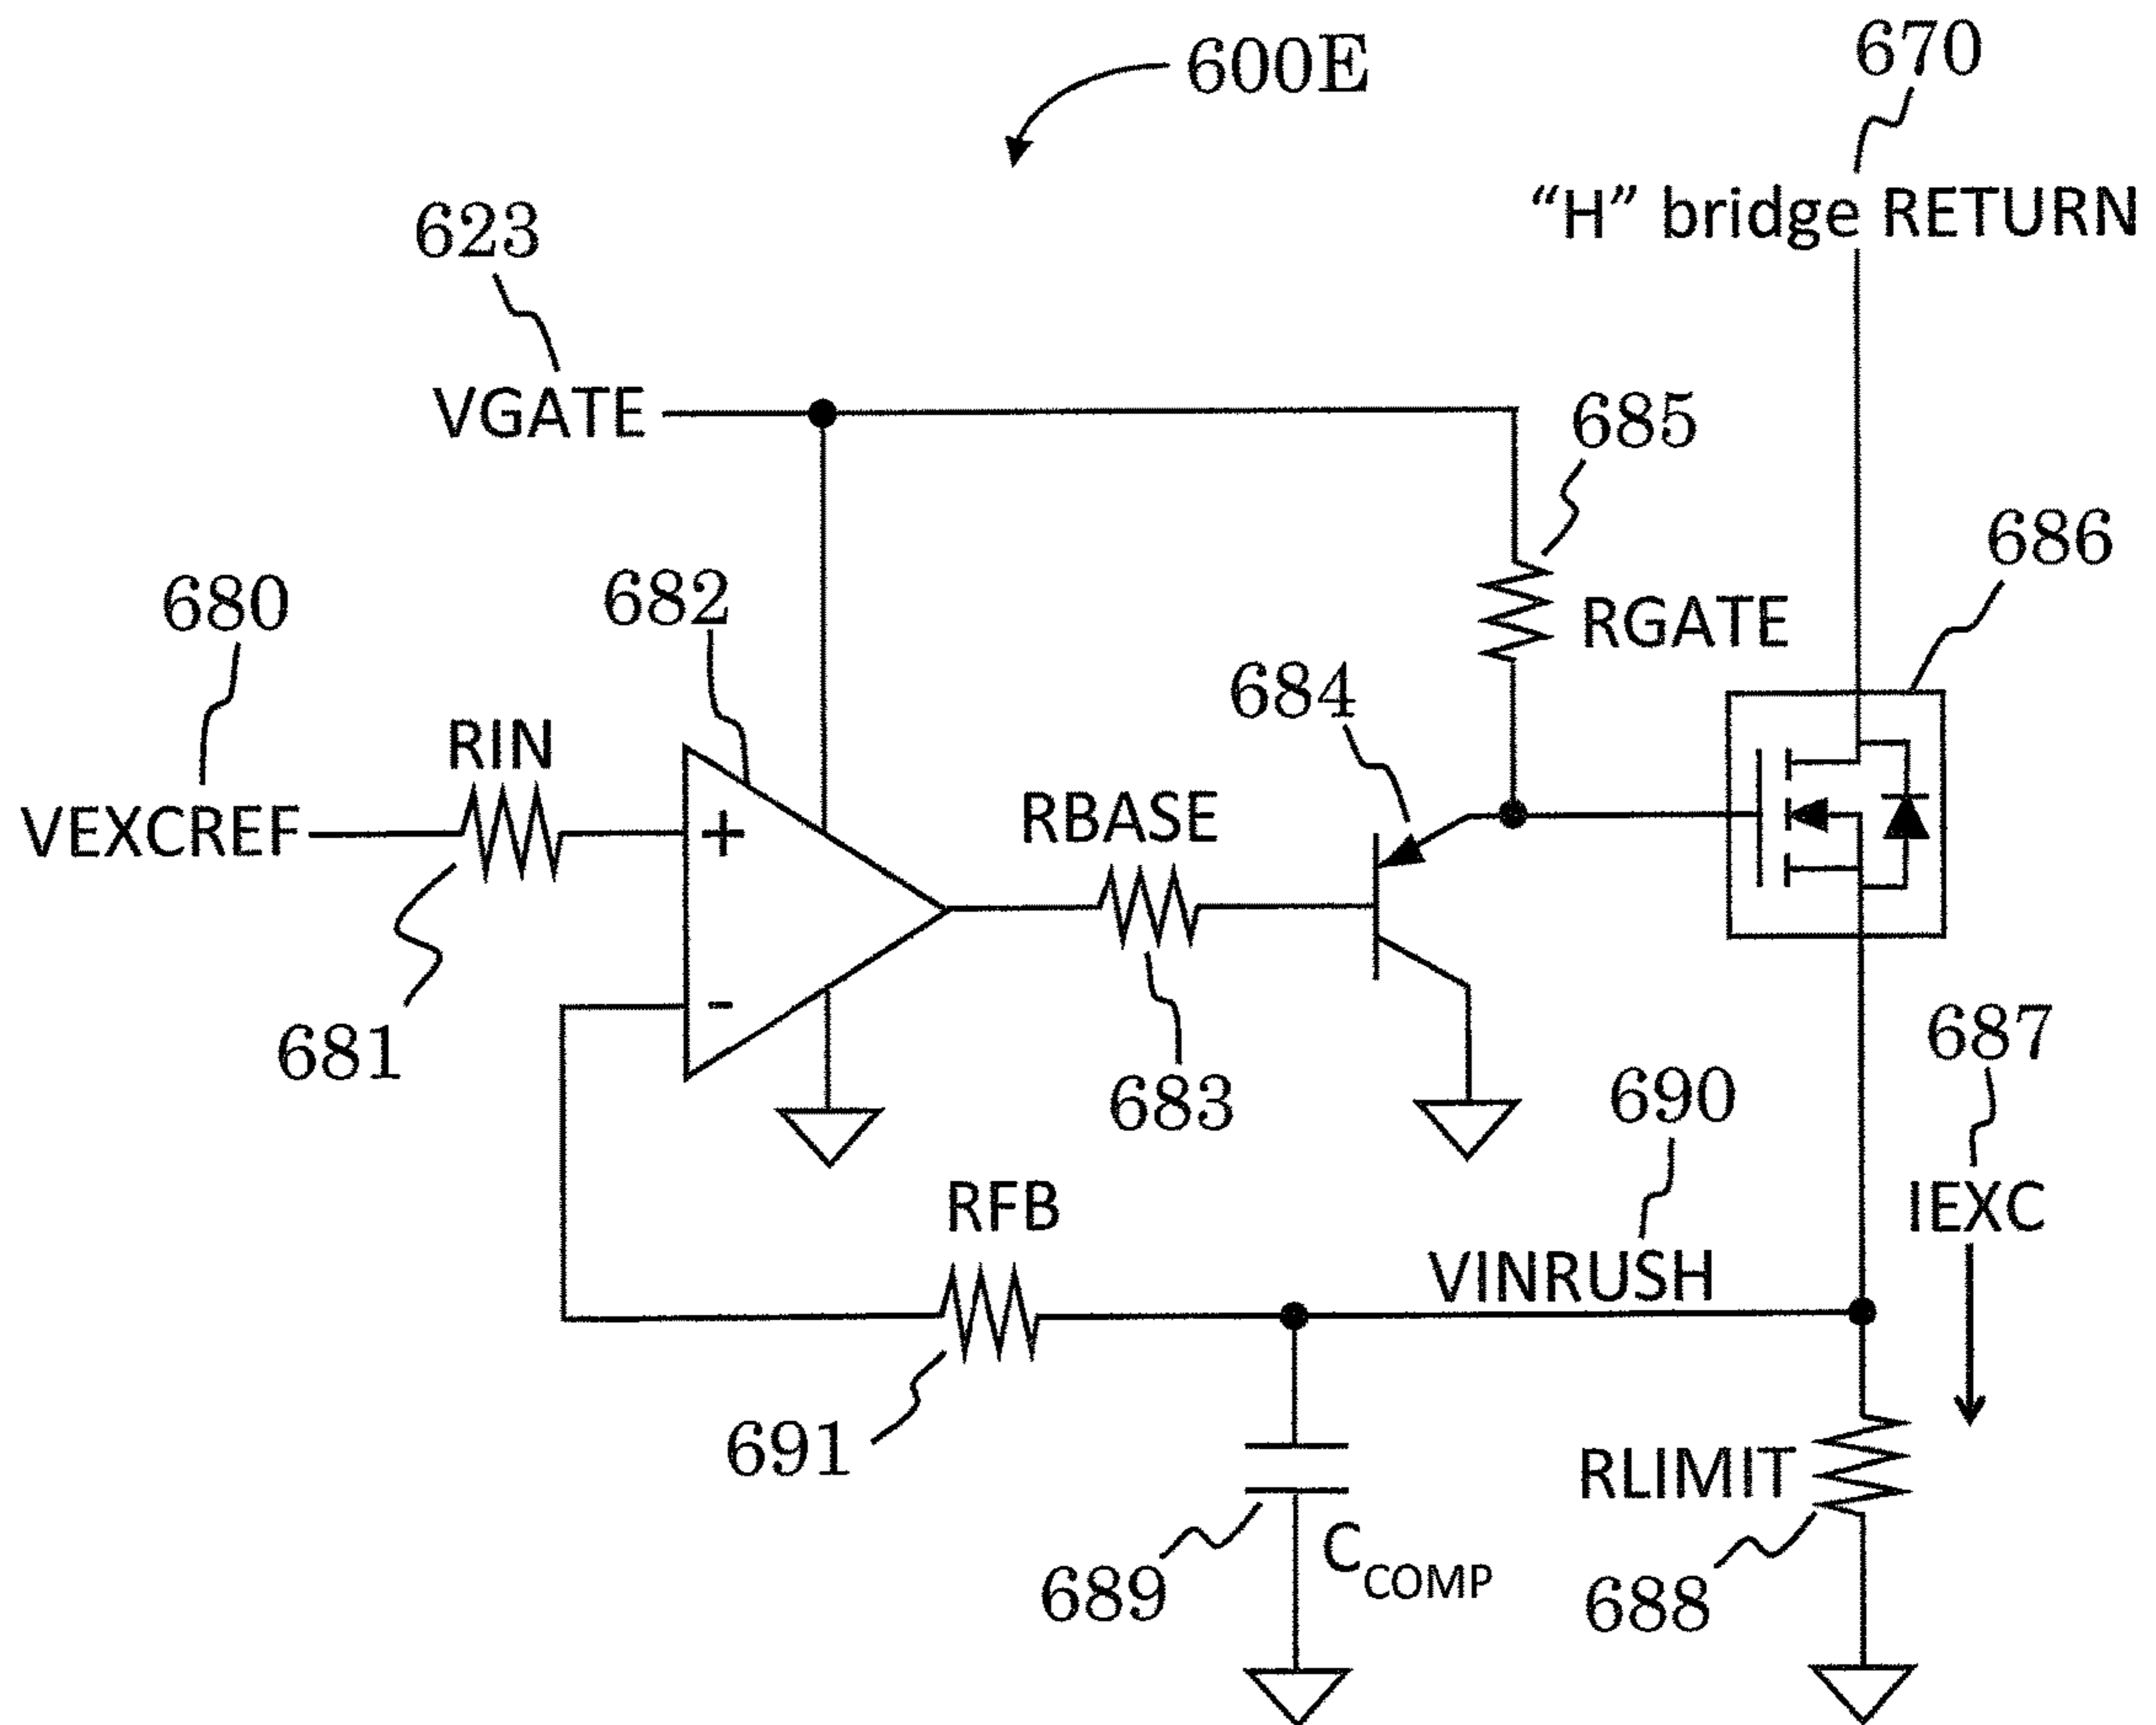 600E
670
"H" bridge RETURN
623
VGATE
685
686
680
682
RGATE
684
RIN
RBASE
VEXCREF
+
-
681
683
687
690
RFB
IEXC
VINRUSH
691
RLIMIT
689
CCOMP
688